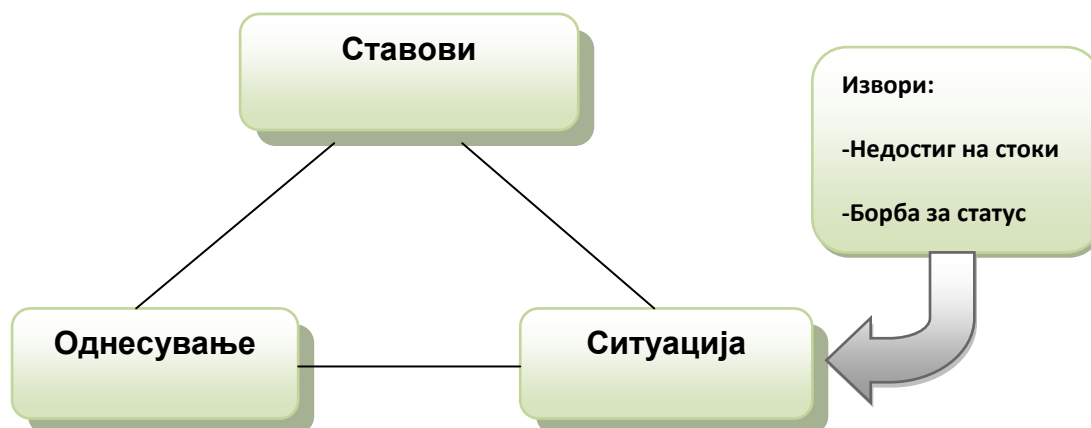 Ставови
Извори:
-Недостиг на стоки
-Борба за статус
Однесување
Ситуација